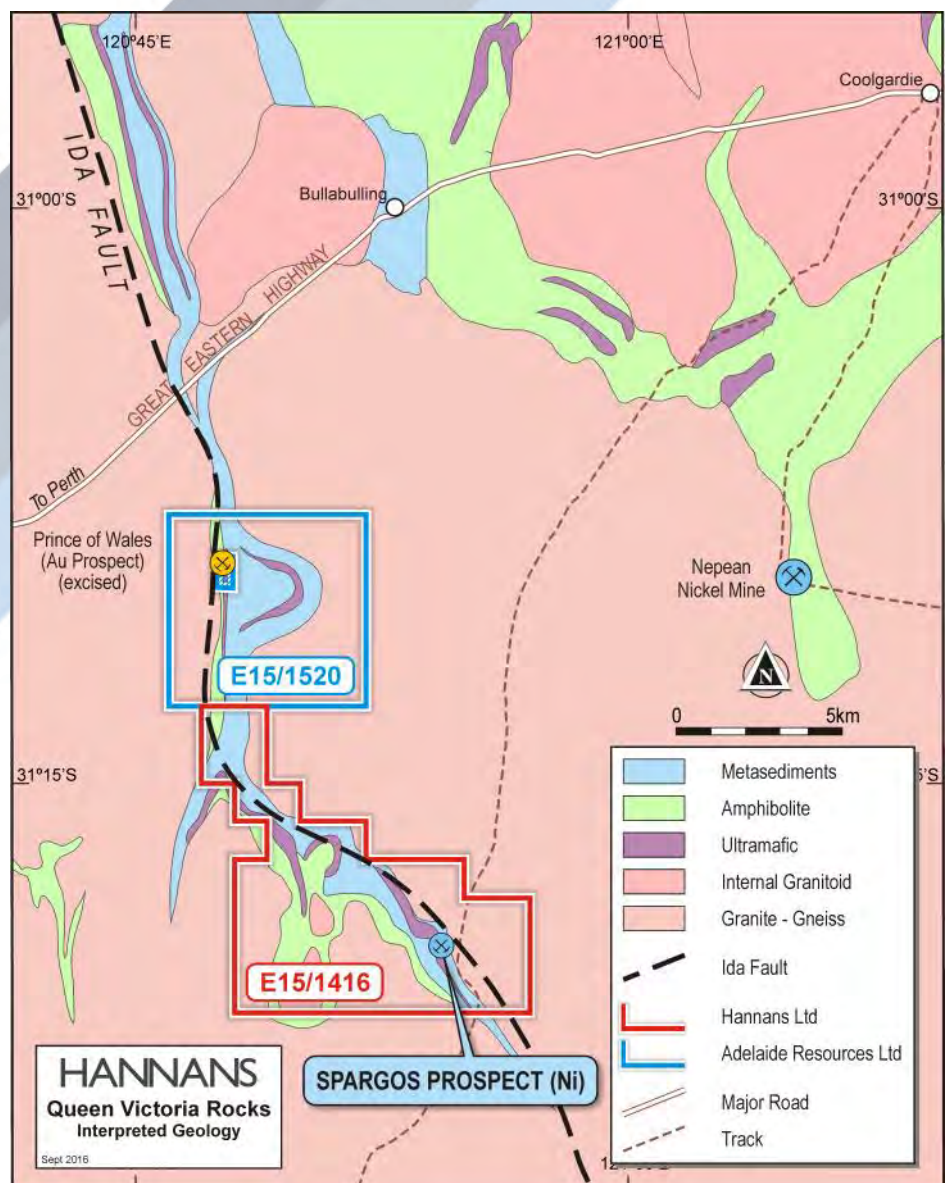 120°45'E
121°00'E
Coolgardie
IDA FAULT
Bullabulling
31°00'S
31°00'S
GREAT EASTERN HIGHWAY
To Perth
Prince of Wales
(Au Prospect)
(excised)
Nepean
Nickel Mine
E15/1520
N
0 5km
31°15'S
Metasediments
Amphibolite
Ultramafic
Internal Granitoid
Granite - Gneiss
Ida Fault
Hannans Ltd
Adelaide Resources Ltd
Major Road
Track
E15/1416
SPARGOS PROSPECT (Ni)
HANNANS
Queen Victoria Rocks
Interpreted Geology
Sept 2016